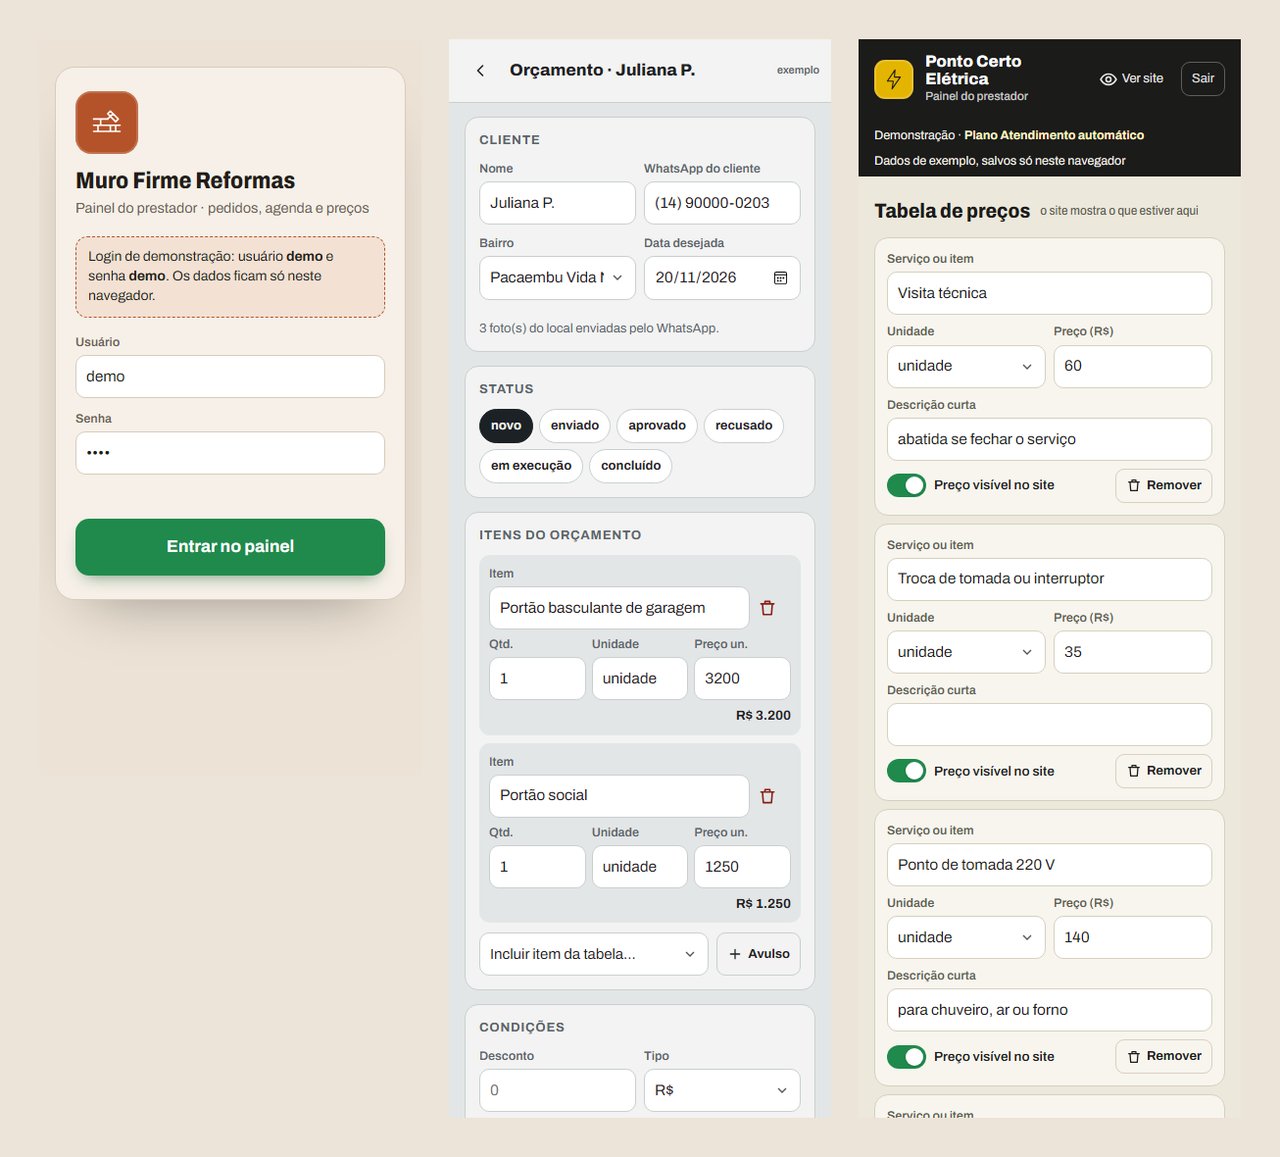 Muro Firme Reformas
Painel do prestador · pedidos, agenda e preços
Login de demonstração: usuário demo e
senha demo. Os dados ficam só neste
navegador.
Usuário
demo
Senha
••••
Entrar no painel
Orçamento · Juliana P.
exemplo
CLIENTE
Nome
WhatsApp do cliente
Juliana P.
(14) 90000-0203
Bairro
Data desejada
Pacaembu Vida
20/11/2026
3 foto(s) do local enviadas pelo WhatsApp.
STATUS
novo
enviado
aprovado
recusado
em execução
concluído
ITENS DO ORÇAMENTO
Item
Portão basculante de garagem
Qtd.
Unidade
Preço un.
1
unidade
3200
R$ 3.200
Item
Portão social
Qtd.
Unidade
Preço un.
1
unidade
1250
R$ 1.250
Incluir item da tabela...
+ Avulso
CONDIÇÕES
Desconto
Tipo
0
R$
Ponto Certo
Elétrica
Painel do prestador
Ver site
Sair
Demonstração · Plano Atendimento automático
Dados de exemplo, salvos só neste navegador
Tabela de preços
o site mostra o que estiver aqui
Serviço ou item
Visita técnica
Unidade
Preço (R$)
unidade
60
Descrição curta
abatida se fechar o serviço
Preço visível no site
Remover
Serviço ou item
Troca de tomada ou interruptor
Unidade
Preço (R$)
unidade
35
Descrição curta
Preço visível no site
Remover
Serviço ou item
Ponto de tomada 220 V
Unidade
Preço (R$)
unidade
140
Descrição curta
para chuveiro, ar ou forno
Preço visível no site
Remover
Serviço ou item